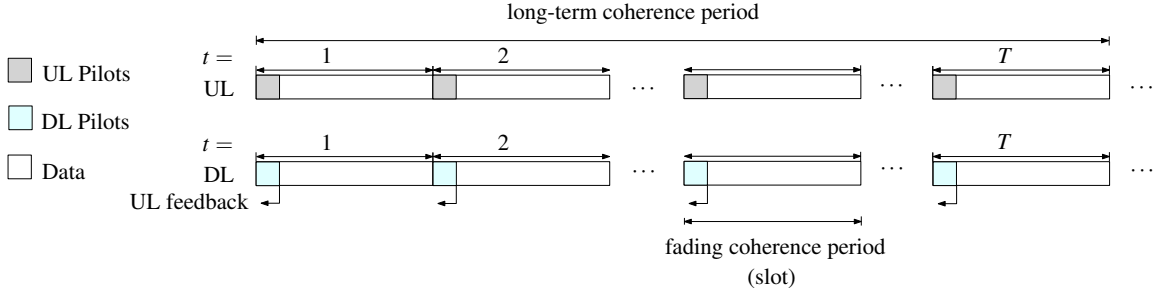 long-term coherence period
t =
1
2
T
UL Pilots
UL
⋯
⋯
⋯
DL Pilots
t =
1
2
T
Data
DL
⋯
⋯
⋯
UL feedback
fading coherence period
(slot)